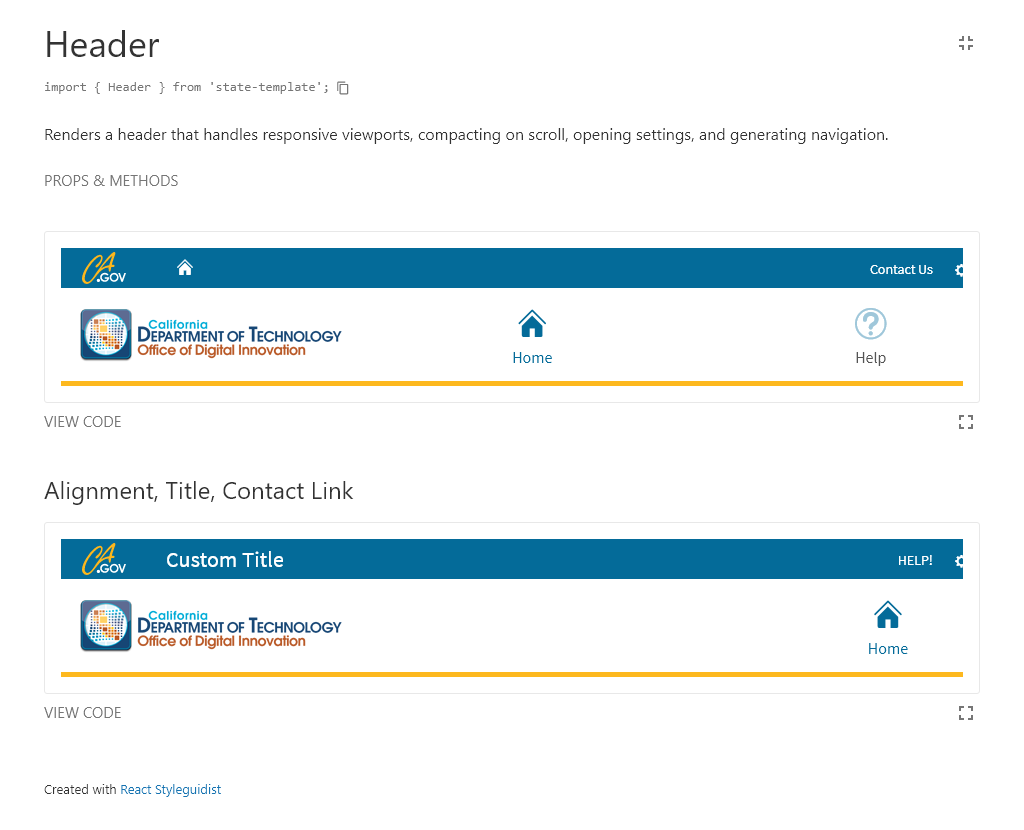 Header
import { Header } from 'state-template';
Renders a header that handles responsive viewports, compacting on scroll, opening settings, and generating navigation.
PROPS & METHODS
CA.GOV
Contact Us
California
DEPARTMENT OF TECHNOLOGY
Office of Digital Innovation
Home
Help
VIEW CODE
Alignment, Title, Contact Link
CA.GOV Custom Title HELP!
California
DEPARTMENT OF TECHNOLOGY
Office of Digital Innovation
Home
VIEW CODE
Created with React Styleguidist